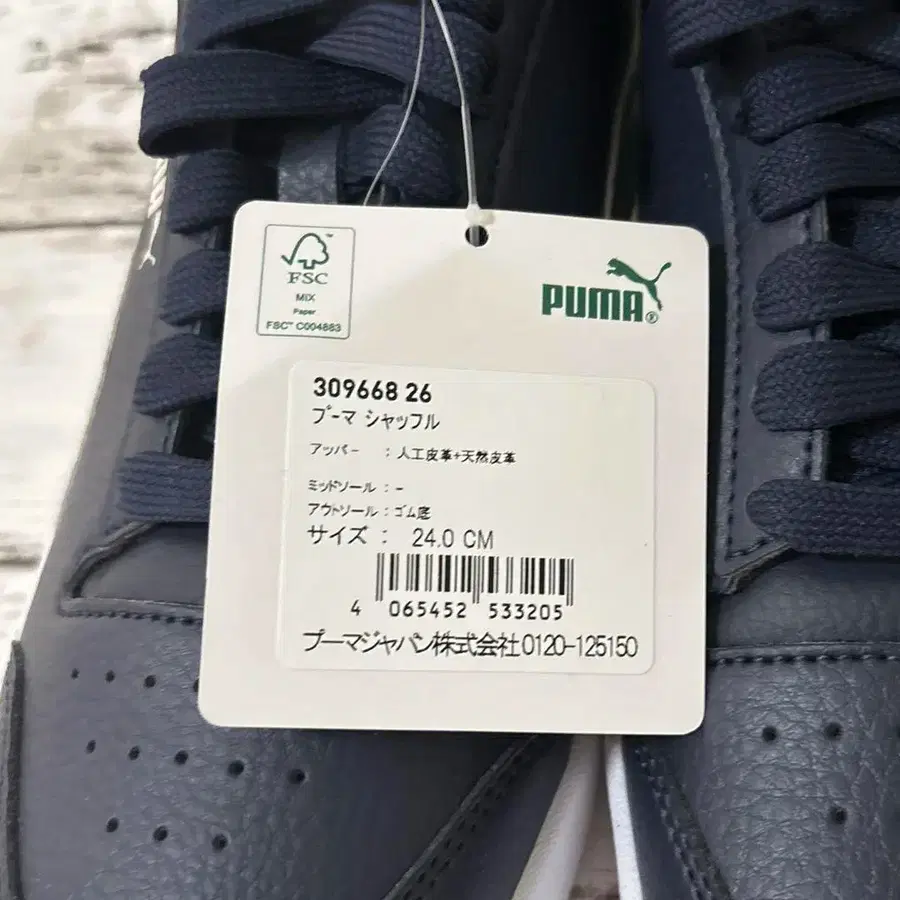 FSC™
MIX
Paper
FSC™ C004883
PUMA®
309668 26
プーマ シャッフル
アッパー : 人工皮革+天然皮革
ミッドソール : -
アウトソール : ゴム底
サイズ : 24.0 CM
4 065452 533205
プーマジャパン株式会社0120-125150